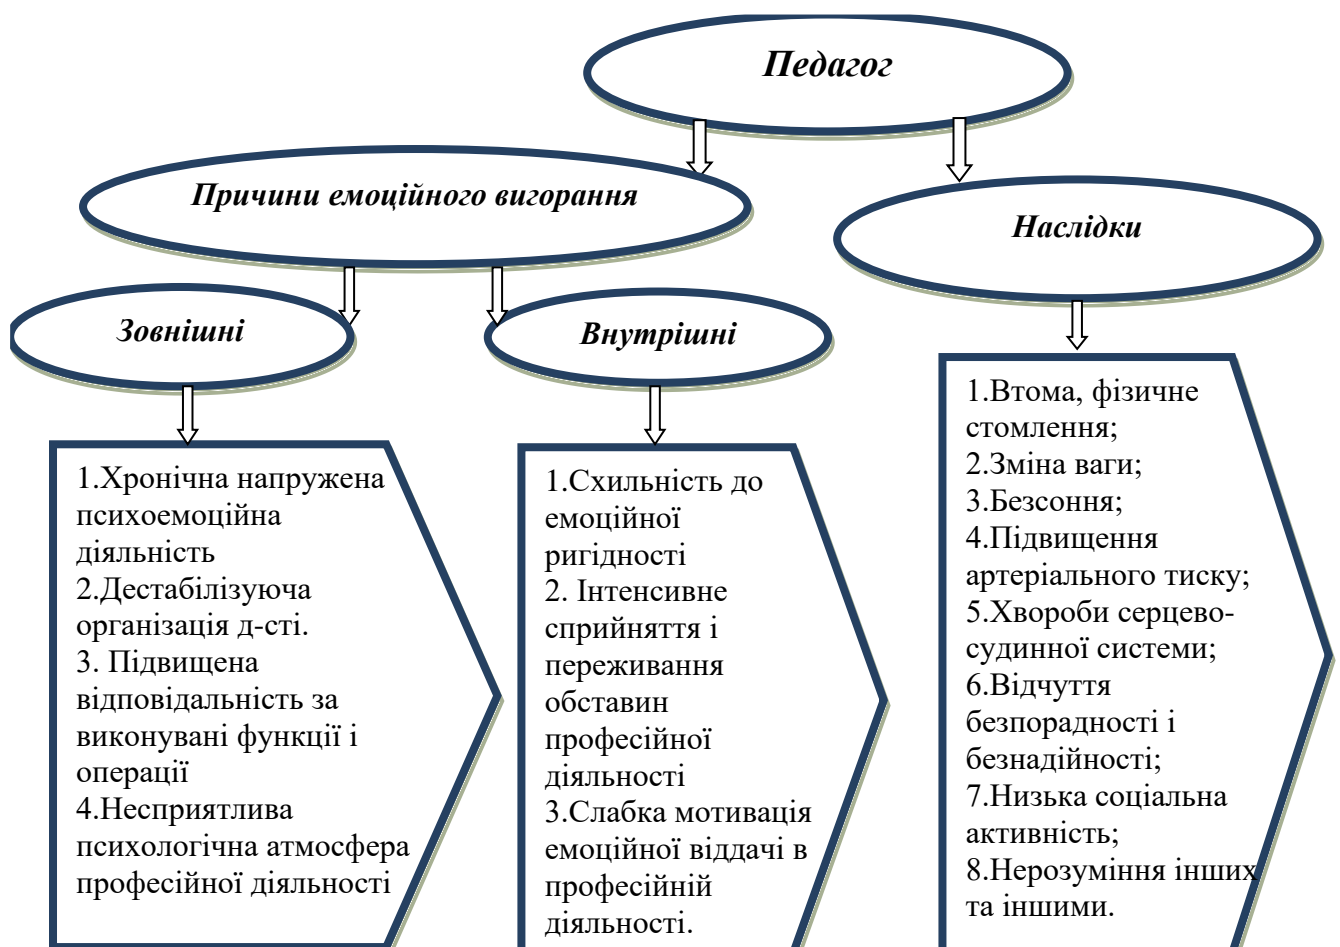 Педагог
Причини емоційного вигорання
Наслідки
Зовнішні
Внутрішні
1.Хронічна напружена
психоемоційна
діяльність
2.Дестабілізуюча
організація д-сті.
3. Підвищена
відповідальність за
виконувані функції і
операції
4.Несприятлива
психологічна атмосфера
професійної діяльності
1.Схильність до
емоційної
ригідності
2. Інтенсивне
сприйняття і
переживання
обставин
професійної
діяльності
3.Слабка мотивація
емоційної віддачі в
професійній
діяльності.
1.Втома, фізичне
стомлення;
2.Зміна ваги;
3.Безсоння;
4.Підвищення
артеріального тиску;
5.Хвороби серцево-
судинної системи;
6.Відчуття
безпорадності і
безнадійності;
7.Низька соціальна
активність;
8.Нерозуміння інших
та іншими.